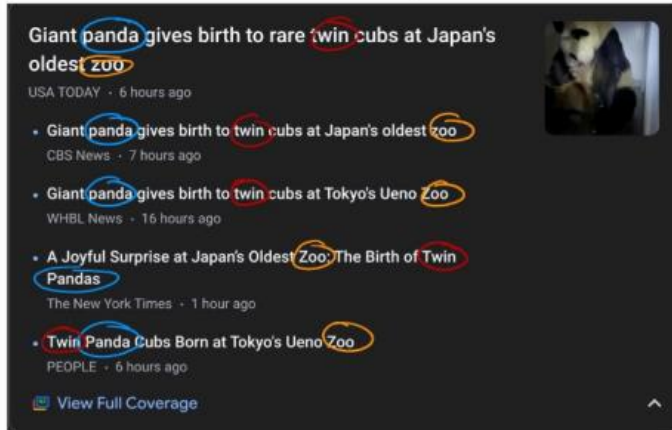 Giant panda gives birth to rare twin cubs at Japan's
oldest zoo
USA TODAY · 6 hours ago
• Giant panda gives birth to twin cubs at Japan's oldest zoo
CBS News · 7 hours ago
• Giant panda gives birth to twin cubs at Tokyo's Ueno Zoo
WHBL News · 16 hours ago
• A Joyful Surprise at Japan's Oldest Zoo: The Birth of Twin
Pandas
The New York Times · 1 hour ago
• Twin Panda Cubs Born at Tokyo's Ueno Zoo
PEOPLE · 6 hours ago
View Full Coverage